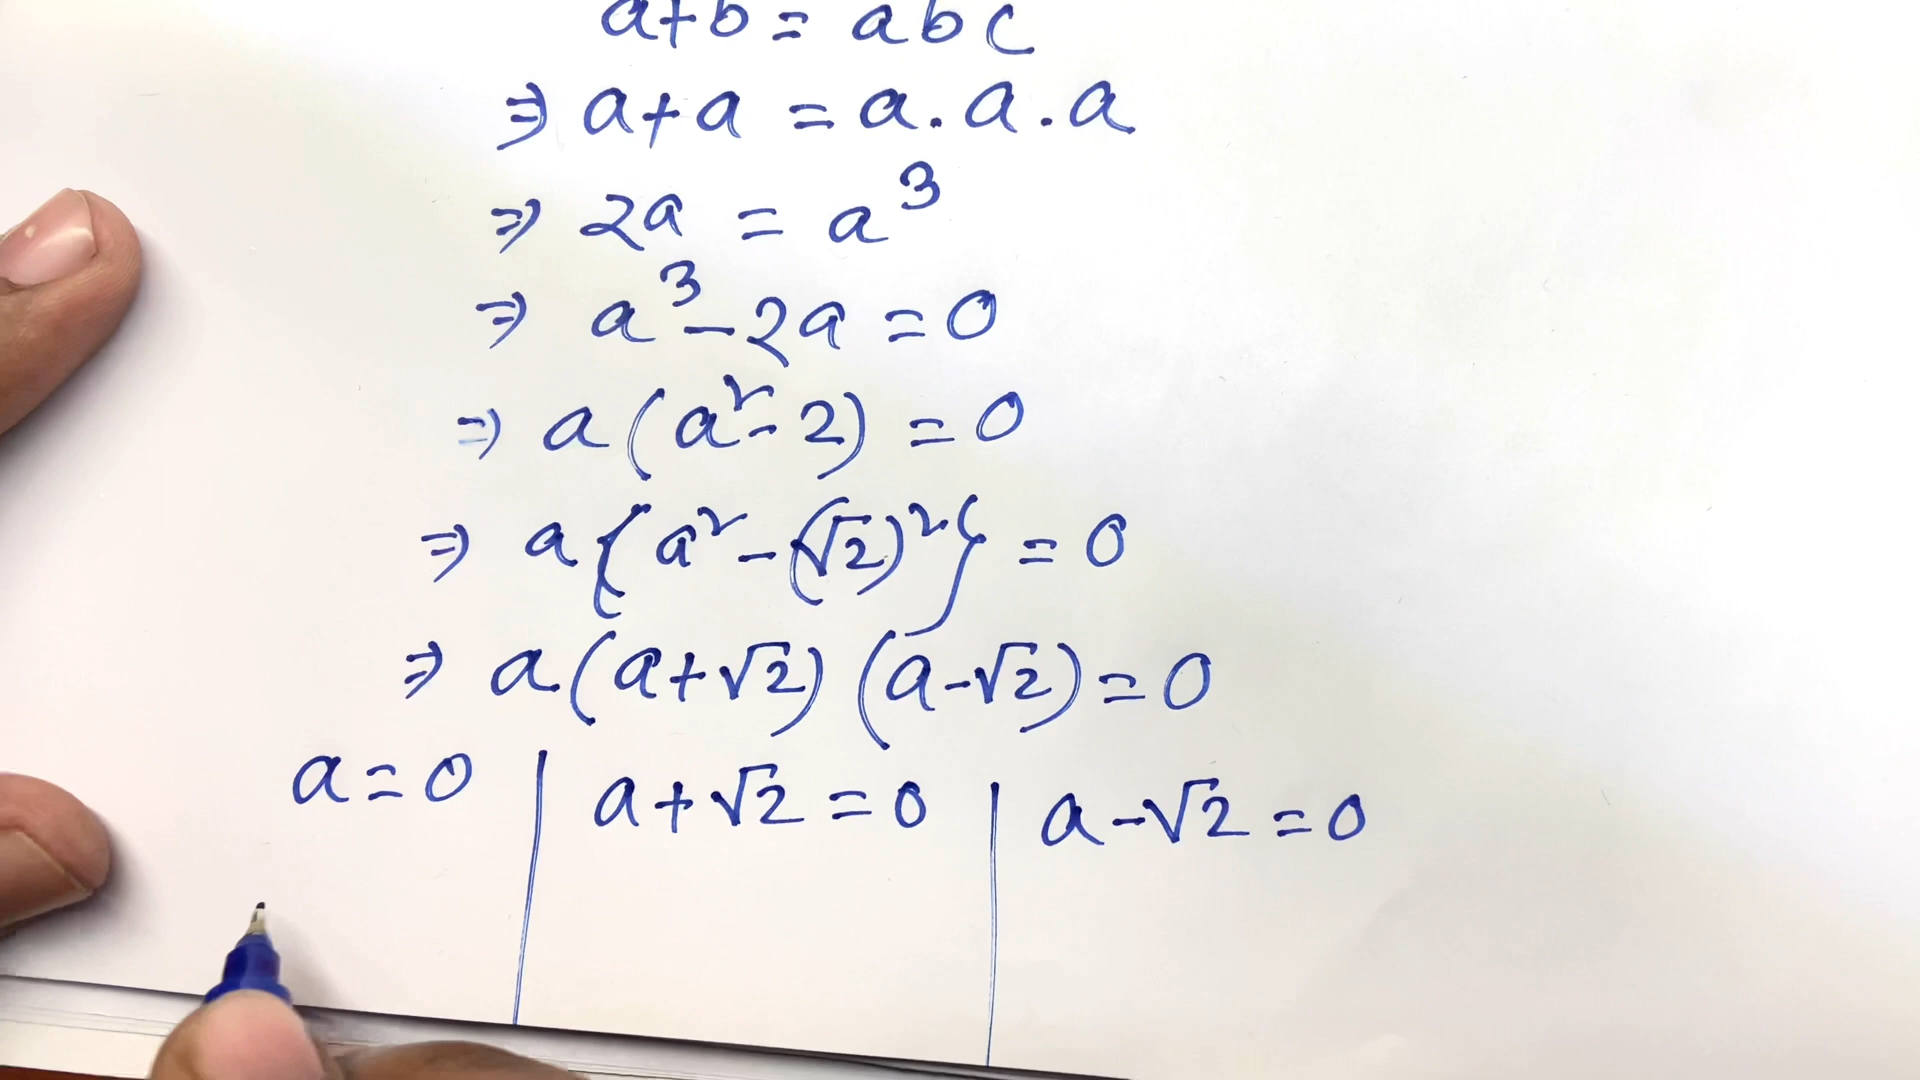 a+b = abc
⇒ a+a = a.a.a
⇒ 2a = a³
⇒ a³-2a = 0
⇒ a(a²-2) = 0
⇒ a{a²-(√2)²} = 0
⇒ a(a+√2)(a-√2) = 0
a=0 | a+√2=0 | a-√2=0